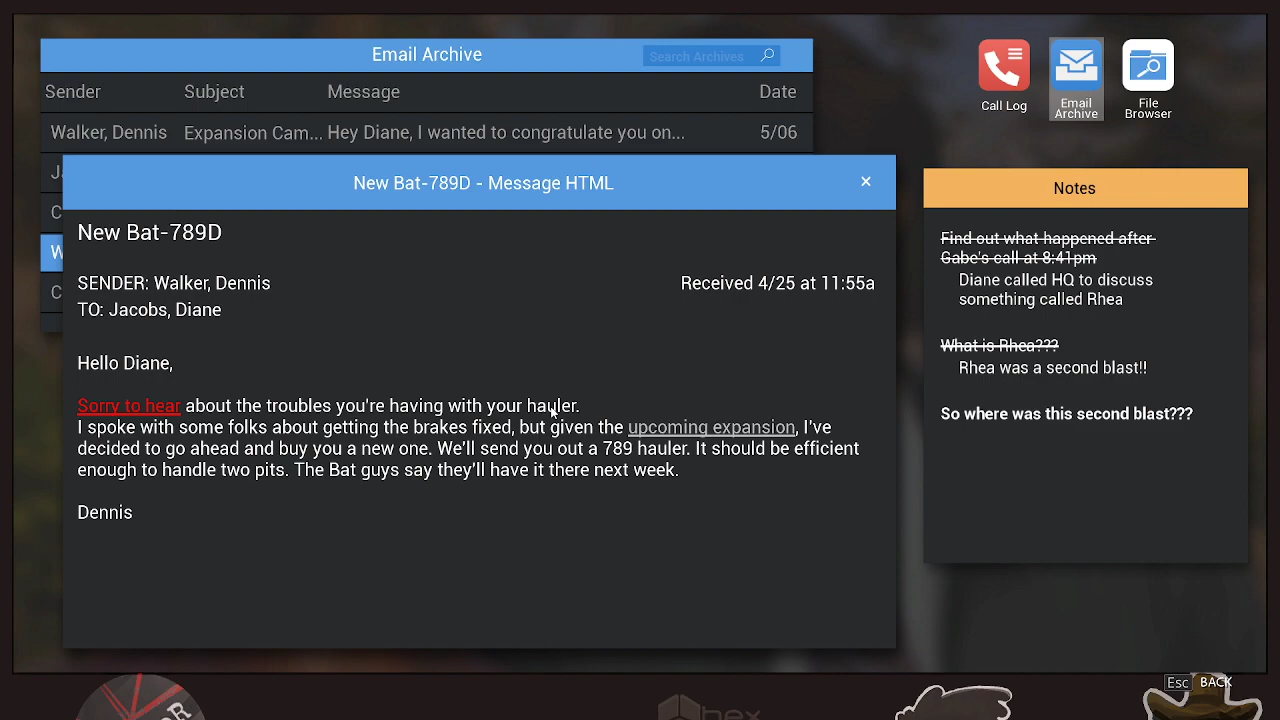 Email Archive
Search Archives
Sender Subject Message Date
Walker, Dennis Expansion Cam... Hey Diane, I wanted to congratulate you on... 5/06
Call Log
Email Archive
File Browser
New Bat-789D - Message HTML
New Bat-789D
SENDER: Walker, Dennis Received 4/25 at 11:55a
TO: Jacobs, Diane
Hello Diane,
Sorry to hear about the troubles you're having with your hauler.
I spoke with some folks about getting the brakes fixed, but given the upcoming expansion, I've
decided to go ahead and buy you a new one. We'll send you out a 789 hauler. It should be efficient
enough to handle two pits. The Bat guys say they'll have it there next week.
Dennis
Notes
Find out what happened after
Gabe's call at 8:41pm
Diane called HQ to discuss
something called Rhea
What is Rhea???
Rhea was a second blast!!
So where was this second blast???
Esc BACK
hex